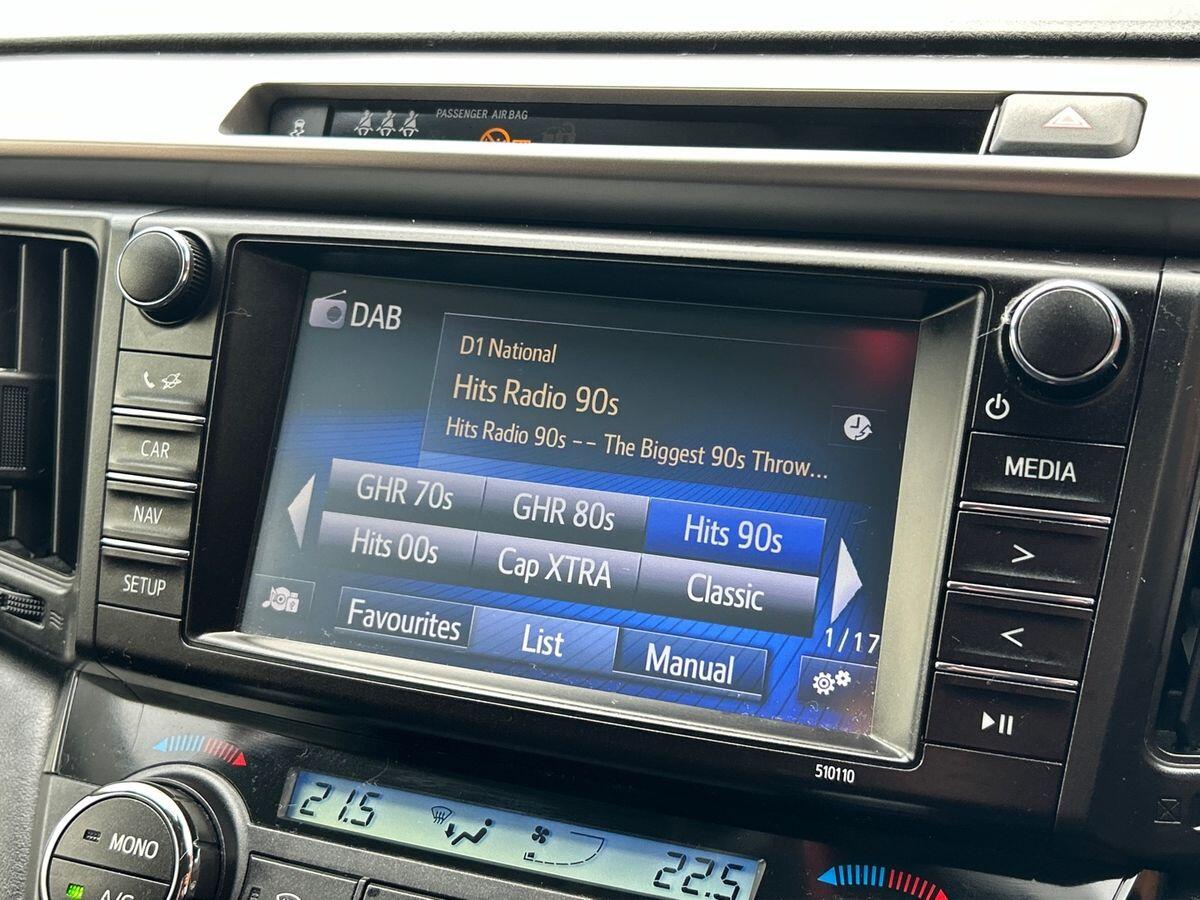 PASSENGER AIRBAG
DAB
D1 National
Hits Radio 90s
Hits Radio 90s -- The Biggest 90s Throw...
GHR 70s GHR 80s Hits 90s
Hits 00s Cap XTRA Classic
1/17
Favourites List Manual
CAR
NAV
SETUP
MEDIA
>
<
510110
21.5 22.5
MONO
A/C